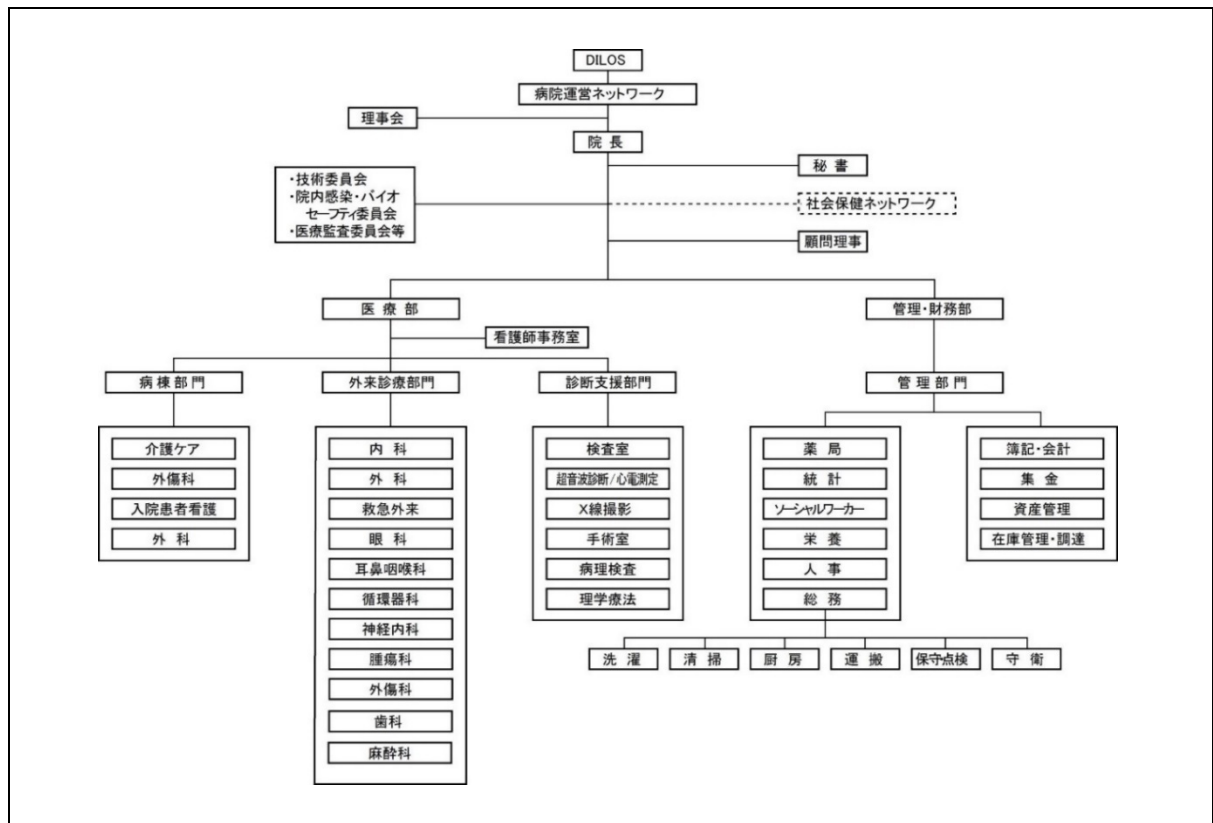 DILOS
病院運営ネットワーク
理事会
院長
秘書
・技術委員会
・院内感染・バイオ
セーフティ委員会
・医療監査委員会等
社会保健ネットワーク
顧問理事
医療部
管理・財務部
看護師事務室
病棟部門
外来診療部門
診断支援部門
管理部門
介護ケア
外傷科
入院患者看護
外科
内科
外科
救急外来
眼科
耳鼻咽喉科
循環器科
神経内科
腫瘍科
外傷科
歯科
麻酔科
検査室
超音波診断/心電測定
X線撮影
手術室
病理検査
理学療法
薬局
統計
ソーシャルワーカー
栄養
人事
総務
簿記・会計
集金
資産管理
在庫管理・調達
洗濯
清掃
厨房
運搬
保守点検
守衛